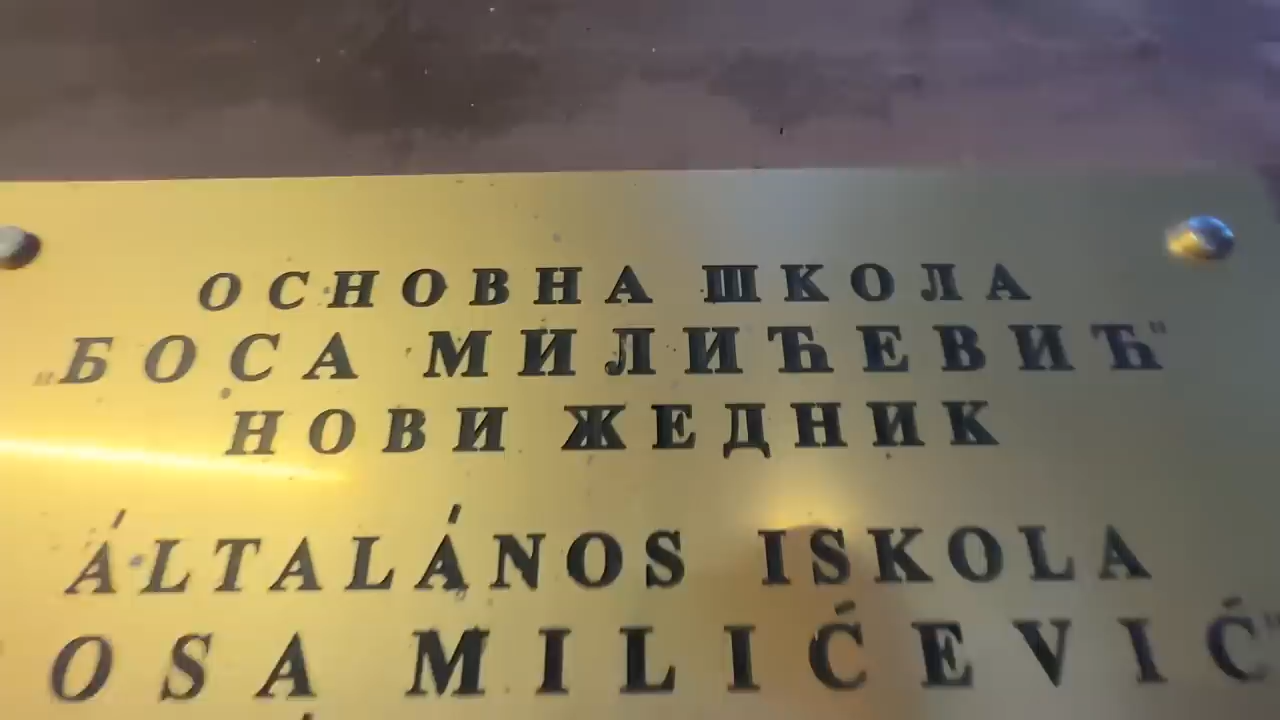 ОСНОВНА ШКОЛА
„БОСА МИЛИЋЕВИЋ"
НОВИ ЖЕДНИК
ÁLTALÁNOS ISKOLA
OSA MILIĆEVIĆ"